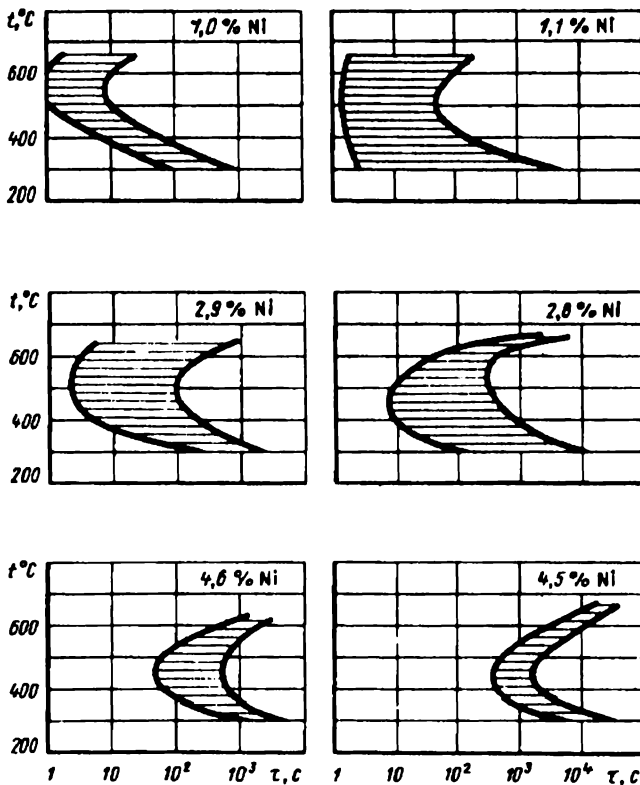 t,°C
1,0 % Ni
1,1 % Ni
600
400
200
t,°C
2,9 % Ni
2,8 % Ni
600
400
200
t°C
4,6 % Ni
4,5 % Ni
600
400
200
1 10 10² 10³ τ, c
1 10 10² 10³ 10⁴ τ, c